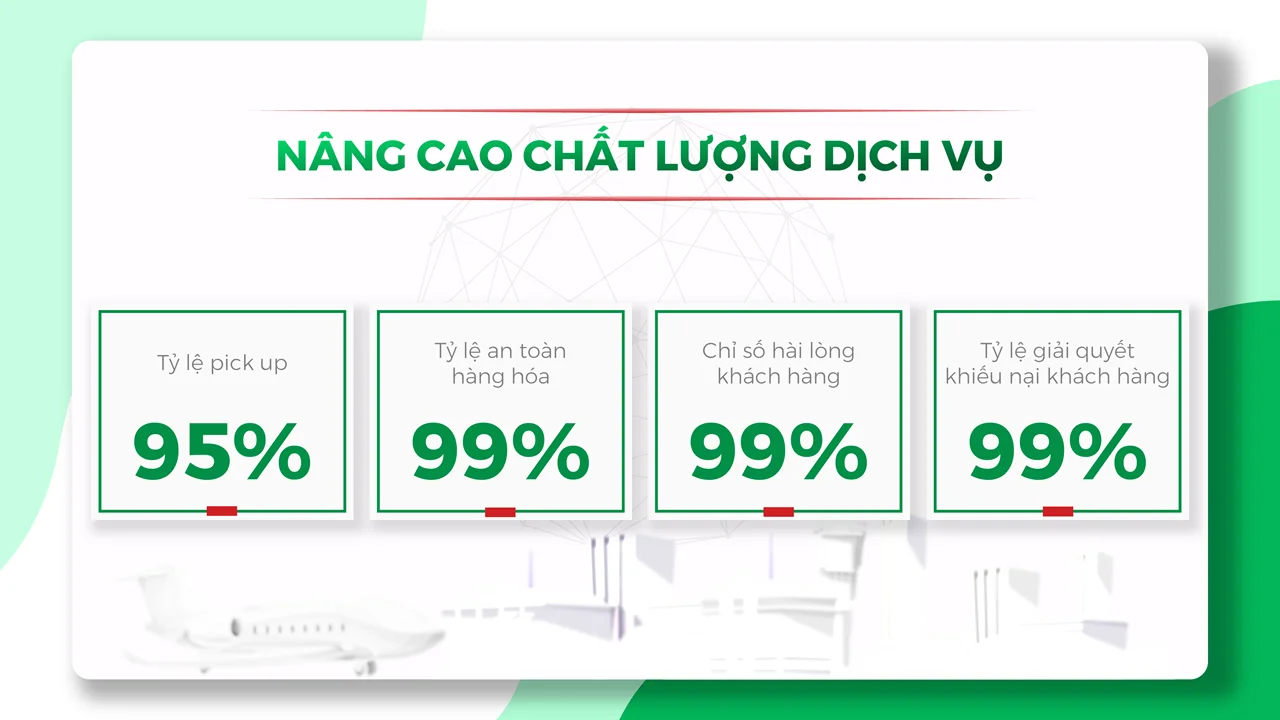 NÂNG CAO CHẤT LƯỢNG DỊCH VỤ
Tỷ lệ pick up
95%
Tỷ lệ an toàn
hàng hóa
99%
Chỉ số hài lòng
khách hàng
99%
Tỷ lệ giải quyết
khiếu nại khách hàng
99%